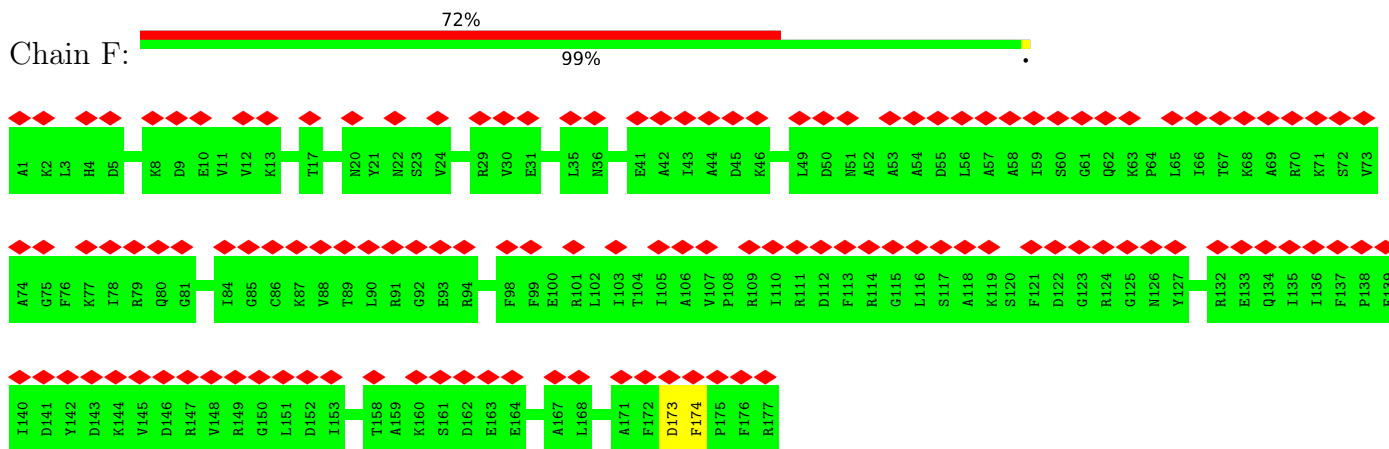 72%
Chain F:
99%
.
A1 K2 L3 H4 D5 K8 D9 E10 V11 V12 K13 T17 N20 Y21 N22 S23 V24 R29 V30 E31 L35 N36 E41 A42 I43 A44 D45 K46 L49 D50 N51 A52 A53 A54 D55 L56 A57 A58 I59 S60 G61 Q62 K63 P64 L65 I66 T67 K68 A69 R70 K71 S72 V73
A74 G75 F76 K77 I78 R79 Q80 G81 I84 G85 C86 K87 V88 T89 L90 R91 G92 E93 R94 F98 F99 E100 R101 L102 I103 T104 I105 A106 V107 P108 R109 I110 R111 D112 F113 R114 G115 L116 S117 A118 K119 S120 F121 D122 G123 R124 G125 N126 Y127 R132 E133 Q134 I135 I136 F137 P138 E139
I140 D141 Y142 D143 K144 V145 D146 R147 V148 R149 G150 L151 D152 I153 T158 A159 K160 S161 D162 E163 E164 A167 L168 A171 F172 D173 F174 P175 F176 R177